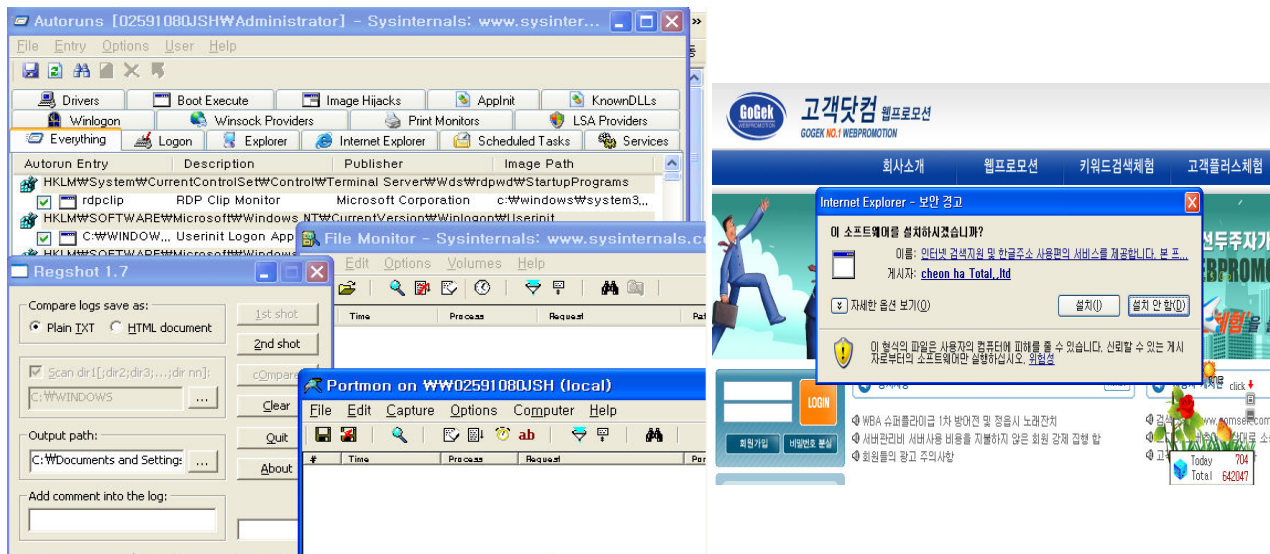 Autoruns [02591080JSH₩Administrator] - Sysinternals: www.sysinter...
File Entry Options User Help
Drivers Boot Execute Image Hijacks AppInit KnownDLLs
Winlogon Winsock Providers Print Monitors LSA Providers
Everything Logon Explorer Internet Explorer Scheduled Tasks Services
Autorun Entry Description Publisher Image Path
HKLM₩System₩CurrentControlSet₩Control₩Terminal Server₩Wds₩rdpwd₩StartupPrograms
rdpclip RDP Clip Monitor Microsoft Corporation c:₩windows₩system3...
HKLM₩SOFTWARE₩Microsoft₩Windows NT₩CurrentVersion₩Winlogon₩Userinit
C:₩WINDOW... Userinit Logon App
File Monitor - Sysinternals: www.sysinternals.co
Edit Options Volumes Help
Time Process Request Pat
Regshot 1.7
Compare logs save as:
Plain TXT HTML document
1st shot
2nd shot
Scan dir1[;dir2;dir3;...;dir nn]:
cOmpare
C:₩WINDOWS
...
Clear
Output path:
Quit
C:₩Documents and Settings
...
About
Add comment into the log:
Portmon on ₩₩02591080JSH (local)
File Edit Capture Options Computer Help
# Time Process Request Por
GoGek
WEBPROMOTION
고객닷컴 웹프로모션
GOGEK NO.1 WEBPROMOTION
회사소개 웹프로모션 키워드검색체험 고객플러스체험
Internet Explorer - 보안 경고
이 소프트웨어를 설치하시겠습니까?
이름: 인터넷 검색지원 및 한글주소 사용편의 서비스를 제공합니다. 본 프...
게시자: cheon ha Total,.ltd
자세한 옵션 보기(O) 설치(I) 설치 안 함(D)
이 형식의 파일은 사용자의 컴퓨터에 피해를 줄 수 있습니다. 신뢰할 수 있는 게시
자로부터의 소프트웨어만 실행하십시오. 위험성
선두주자가
EBPROMO
체험을
LOGIN
회원가입 비밀번호 분실
click
WBA 슈퍼플라이급 1차 방어전 및 정읍시 노래잔치
서버관리비 서버사용 비용을 지불하지 않은 회원 강제 집행 합
회원들의 광고 주의사항
Today 704
Total 642047